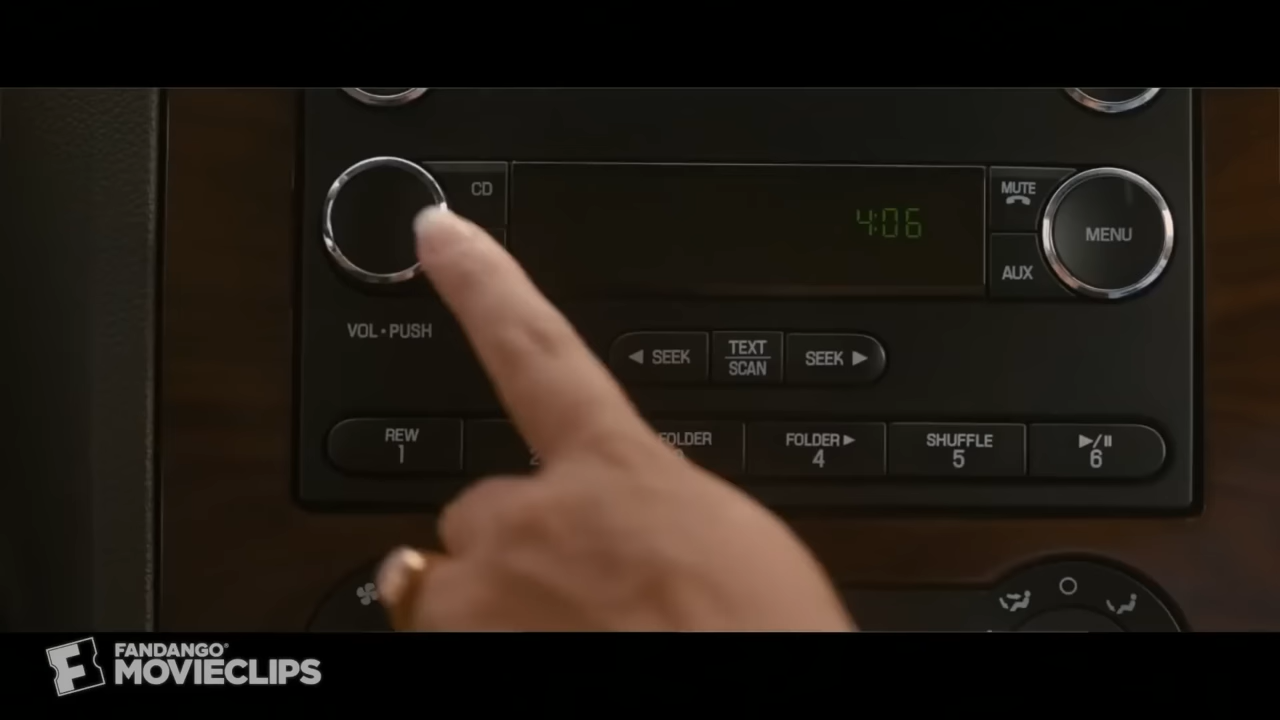 CD
4:06
MUTE
MENU
AUX
VOL•PUSH
◀ SEEK
TEXT
SCAN
SEEK ▶
REW
1
2
FOLDER
FOLDER▶
4
SHUFFLE
5
▶/II
6
FANDANGO®
MOVIECLIPS